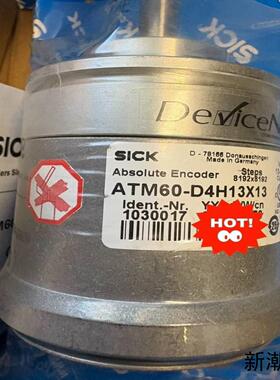 SICK
DeviceN
SICK
D - 78166 Donaueschingen
Made in Germany
Absolute Encoder
Steps
8192x8192
ATM60-D4H13X13
Ident.-Nr.
1030017
HOT!
新潮